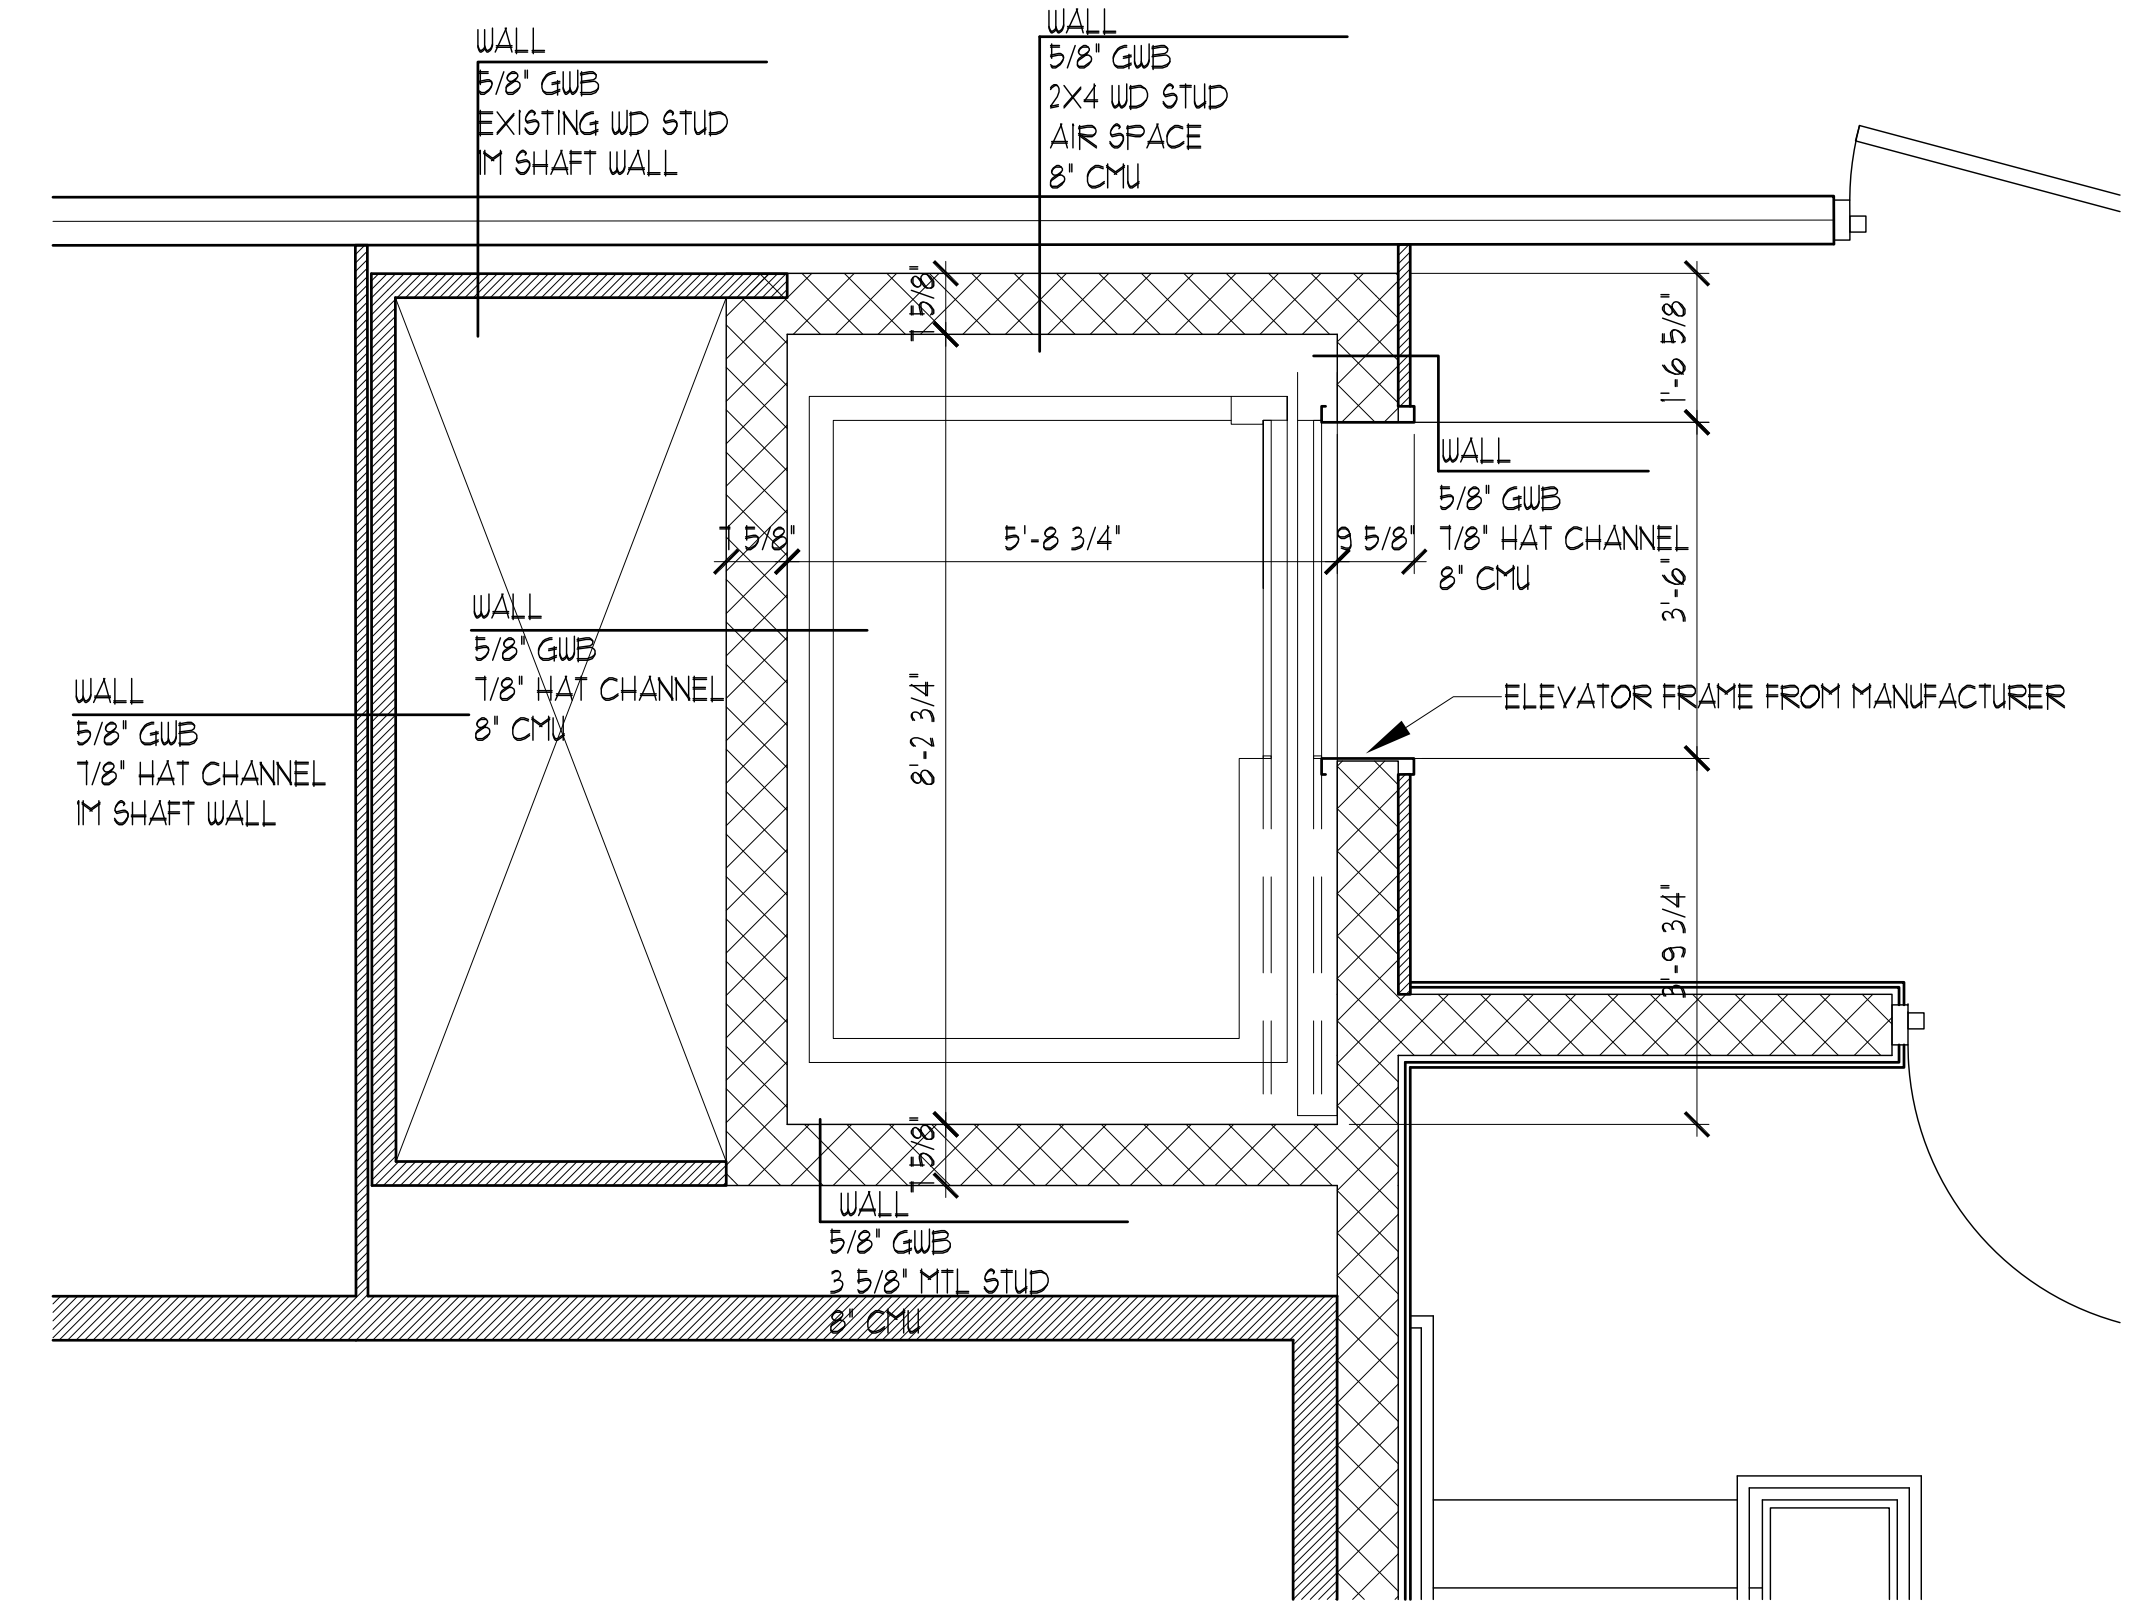 WALL
5/8" GWB
EXISTING WD STUD
1M SHAFT WALL
WALL
5/8" GWB
2X4 WD STUD
AIR SPACE
8" CMU
7 5/8"
1'-6 5/8"
WALL
5/8" GWB
7/8" HAT CHANNEL
8" CMU
7 5/8"
5'-8 3/4"
9 5/8"
3'-6"
WALL
5/8" GWB
7/8" HAT CHANNEL
8" CMU
WALL
5/8" GWB
7/8" HAT CHANNEL
1M SHAFT WALL
8'-2 3/4"
ELEVATOR FRAME FROM MANUFACTURER
3'-9 3/4"
7 5/8"
WALL
5/8" GWB
3 5/8" MTL STUD
8" CMU